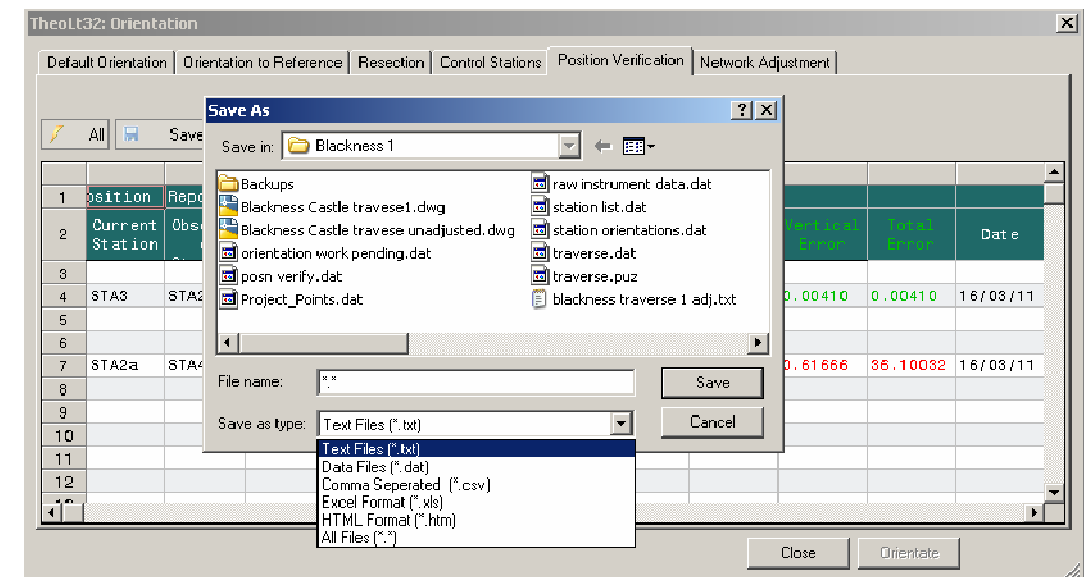 TheoLt32: Orientation
Default Orientation Orientation to Reference Resection Control Stations Position Verification Network Adjustment
All Save
Save As
Save in: Blackness 1
Backups
Blackness Castle travese1.dwg
Blackness Castle travese unadjusted.dwg
orientation work pending.dat
posn verify.dat
Project_Points.dat
raw instrument data.dat
station list.dat
station orientations.dat
traverse.dat
traverse.puz
blackness traverse 1 adj.txt
File name: *.*
Save
Save as type: Text Files (*.txt)
Cancel
Text Files (*.txt)
Data Files (*.dat)
Comma Seperated (*.csv)
Excel Format (*.xls)
HTML Format (*.htm)
All Files (*.*)
1 osition Repo
2 Current Station Obse Vertical Error Total Error Date
3
4 STA3 STA2 0.00410 0.00410 16/03/11
5
6
7 STA2a STA4 0.61666 36.10032 16/03/11
8
9
10
11
12
Close Orientate